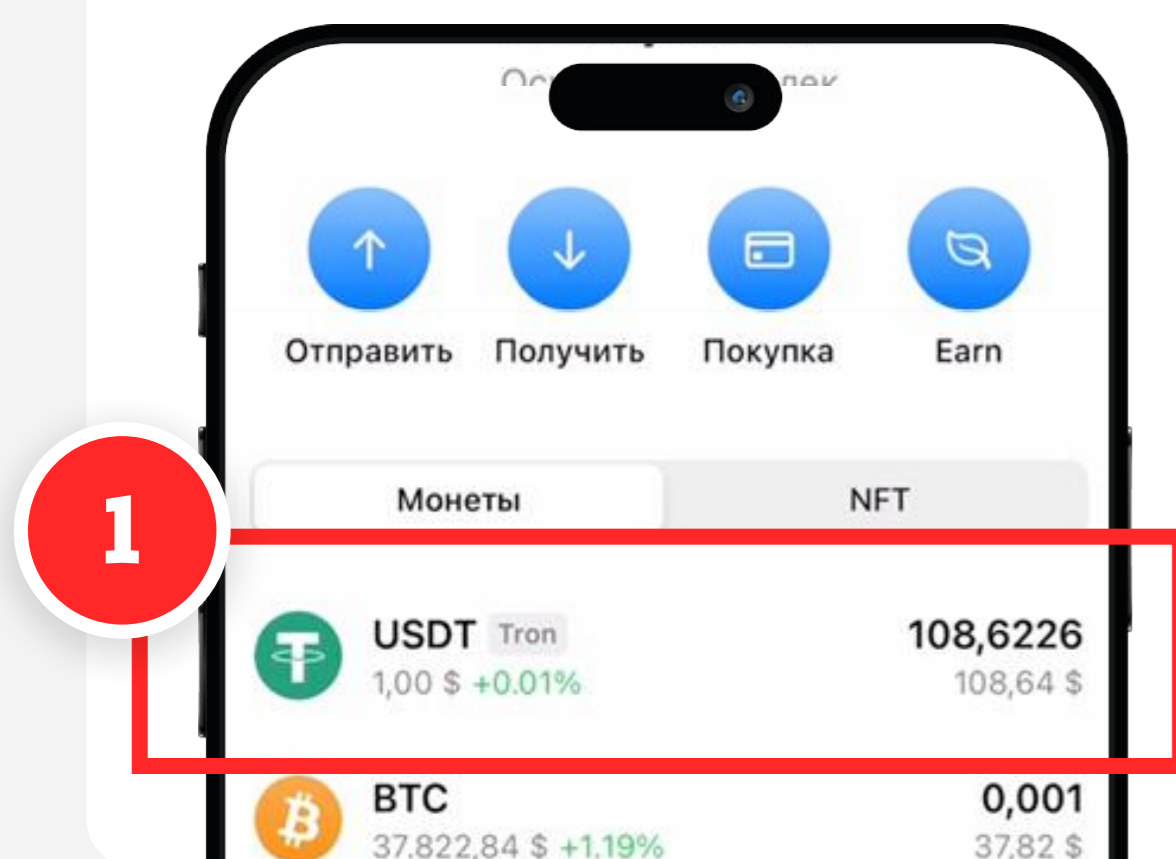 Отправить Получить Покупка Earn
Монеты NFT
1
USDT Tron 108,6226
1,00 $ +0.01% 108,64 $
BTC 0,001
37.822,84 $ +1.19% 37,82 $